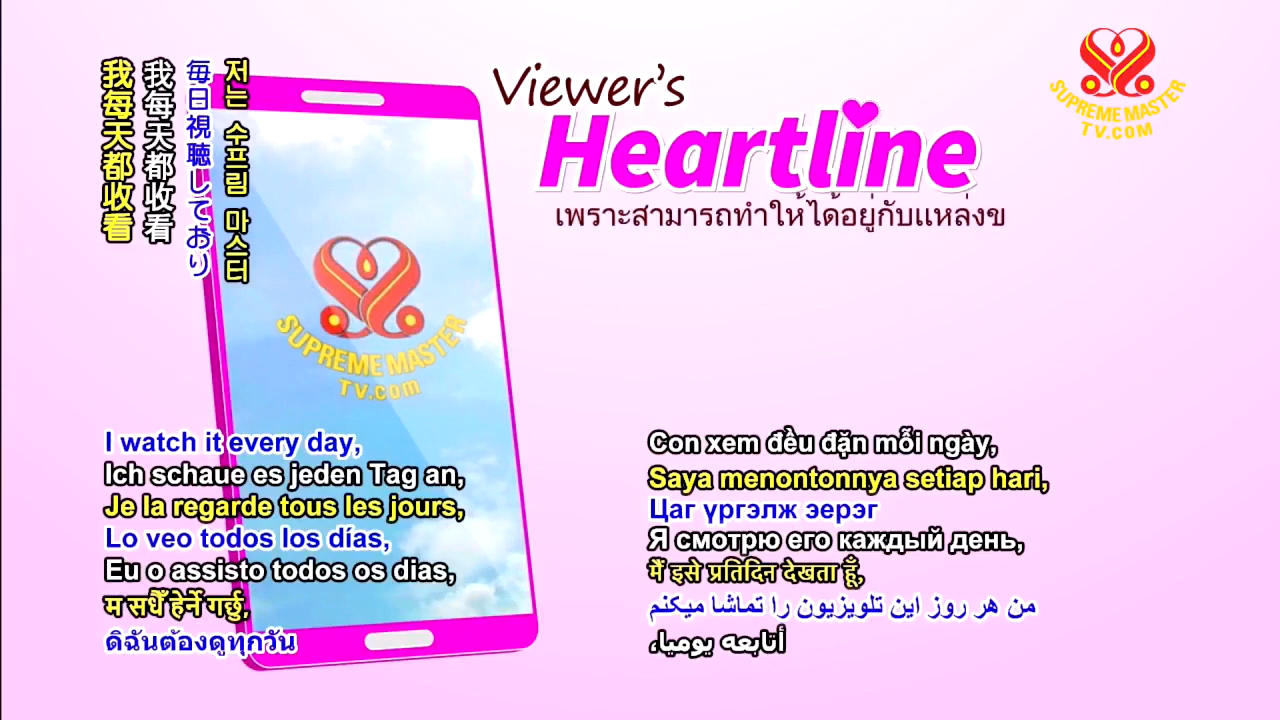 我每天都收看
我每天都收看
毎日視聴しており
저는 수프림 마스터
Viewer's
Heartline
เพราะสามารถทำให้ได้อยู่กับแหล่งข
SUPREME MASTER
TV.COM
SUPREME MASTER
TV.COM
I watch it every day,
Ich schaue es jeden Tag an,
Je la regarde tous les jours,
Lo veo todos los días,
Eu o assisto todos os dias,
म सधैँ हेर्ने गर्छु,
ดิฉันต้องดูทุกวัน
Con xem đều đặn mỗi ngày,
Saya menontonnya setiap hari,
Цаг үргэлж эерэг
Я смотрю его каждый день,
मैं इसे प्रतिदिन देखता हूँ,
من هر روز این تلویزیون را تماشا میکنم
أتابعه يوميا،